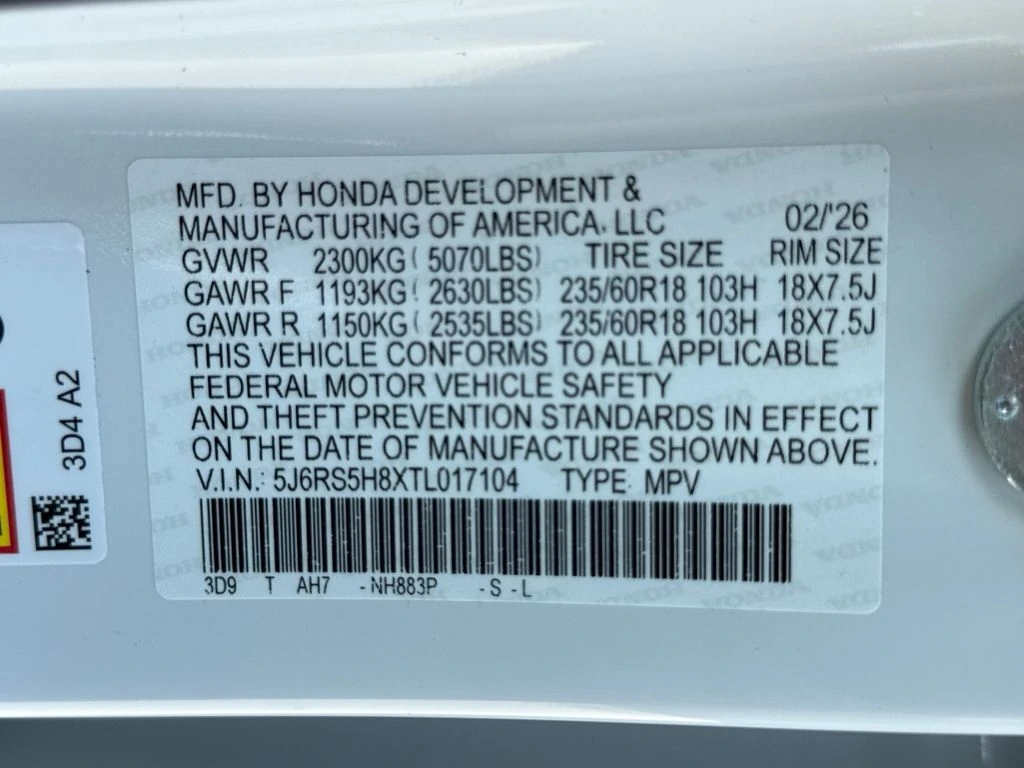 MFD. BY HONDA DEVELOPMENT &
MANUFACTURING OF AMERICA, LLC 02/'26
GVWR 2300KG ( 5070LBS) TIRE SIZE RIM SIZE
GAWR F 1193KG ( 2630LBS) 235/60R18 103H 18X7.5J
GAWR R 1150KG ( 2535LBS) 235/60R18 103H 18X7.5J
THIS VEHICLE CONFORMS TO ALL APPLICABLE
FEDERAL MOTOR VEHICLE SAFETY
AND THEFT PREVENTION STANDARDS IN EFFECT
ON THE DATE OF MANUFACTURE SHOWN ABOVE.
V.I.N.: 5J6RS5H8XTL017104 TYPE: MPV
3D9 T AH7 -NH883P -S -L
3D4 A2